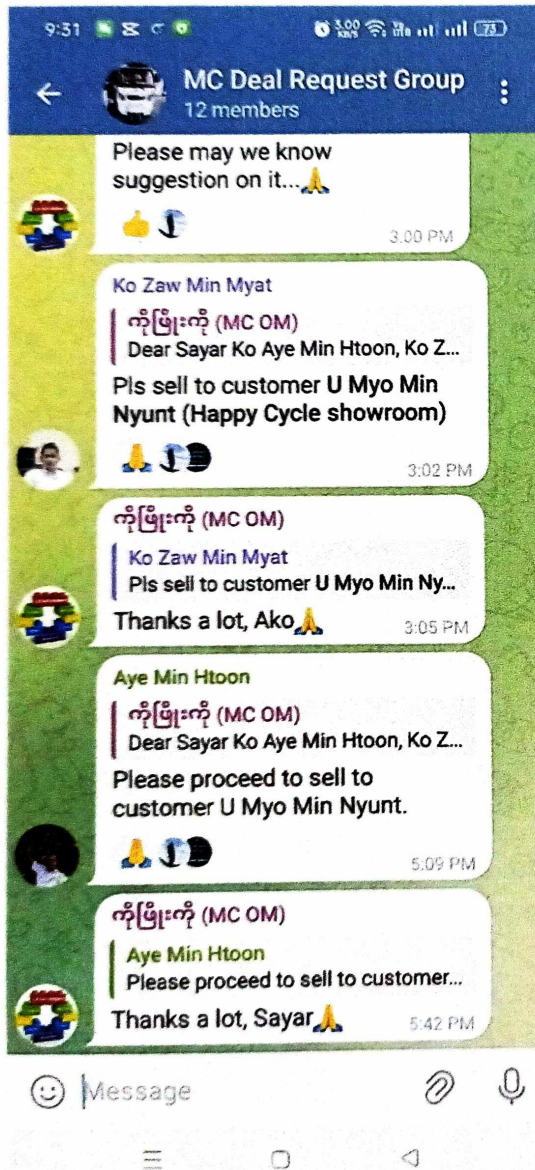 9:31
3.00
KB/S
73
MC Deal Request Group
12 members
Please may we know
suggestion on it...🙏
3:00 PM
Ko Zaw Min Myat
ကိုဖြိုးကို (MC OM)
Dear Sayar Ko Aye Min Htoon, Ko Z...
Pls sell to customer U Myo Min
Nyunt (Happy Cycle showroom)
3:02 PM
ကိုဖြိုးကို (MC OM)
Ko Zaw Min Myat
Pls sell to customer U Myo Min Ny...
Thanks a lot, Ako🙏
3:05 PM
Aye Min Htoon
ကိုဖြိုးကို (MC OM)
Dear Sayar Ko Aye Min Htoon, Ko Z...
Please proceed to sell to
customer U Myo Min Nyunt.
5:09 PM
ကိုဖြိုးကို (MC OM)
Aye Min Htoon
Please proceed to sell to customer...
Thanks a lot, Sayar🙏
5:42 PM
Message